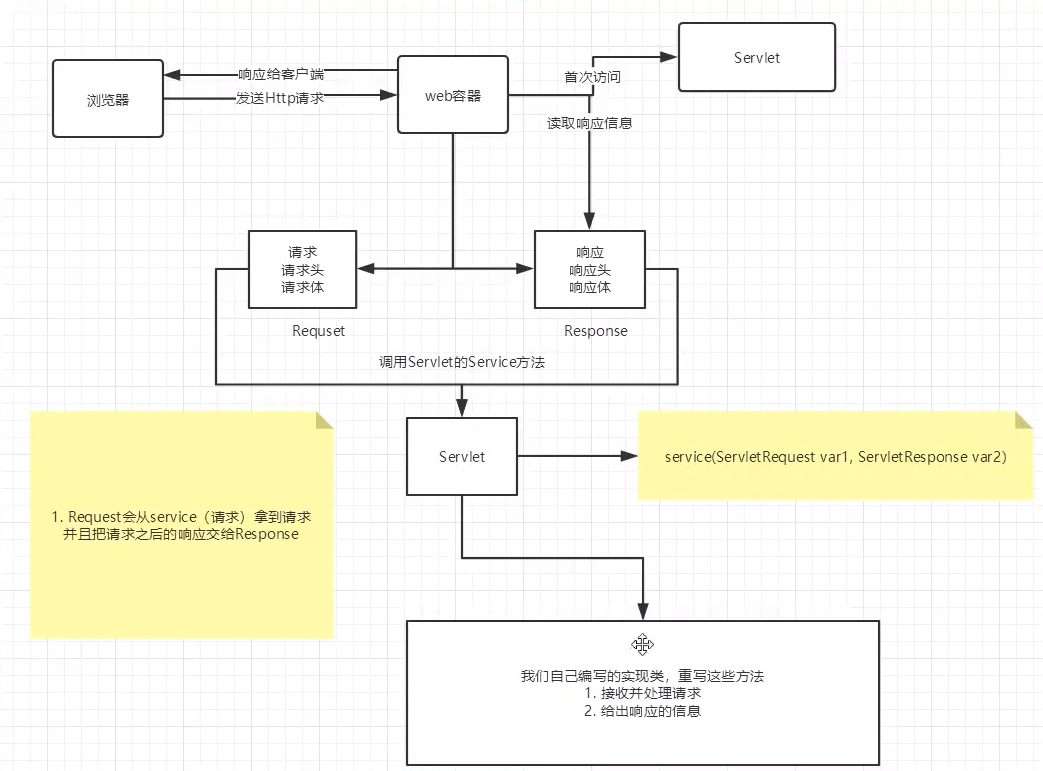 Servlet
响应给客户端
首次访问
浏览器
web容器
发送Http请求
读取响应信息
请求
请求头
请求体
响应
响应头
响应体
Requset
Response
调用Servlet的Service方法
Servlet
service(ServletRequest var1, ServletResponse var2)
1. Request会从service（请求）拿到请求
并且把请求之后的响应交给Response
我们自己编写的实现类，重写这些方法
1. 接收并处理请求
2. 给出响应的信息